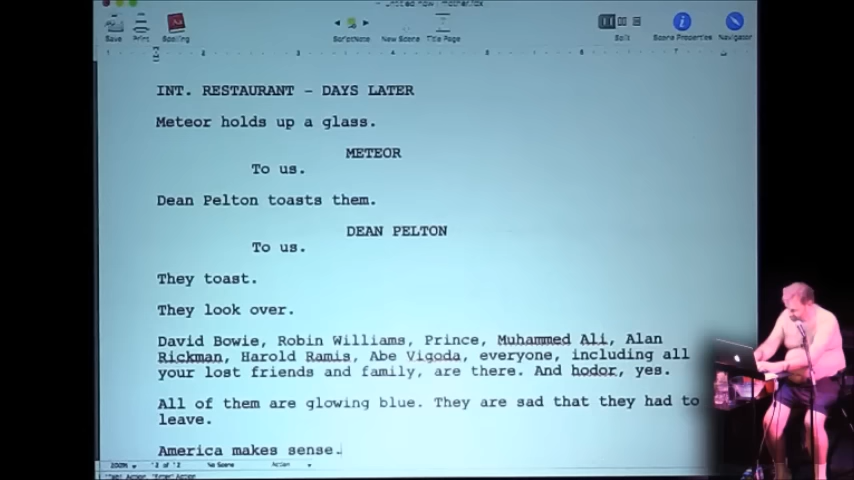 Save Print Spelling ScriptNote New Scene Title Page Split Scene Properties Navigator
INT. RESTAURANT - DAYS LATER
Meteor holds up a glass.
METEOR
To us.
Dean Pelton toasts them.
DEAN PELTON
To us.
They toast.
They look over.
David Bowie, Robin Williams, Prince, Muhammed Ali, Alan
Rickman, Harold Ramis, Abe Vigoda, everyone, including all
your lost friends and family, are there. And hodor, yes.
All of them are glowing blue. They are sad that they had to
leave.
America makes sense.
200% No Scene Action